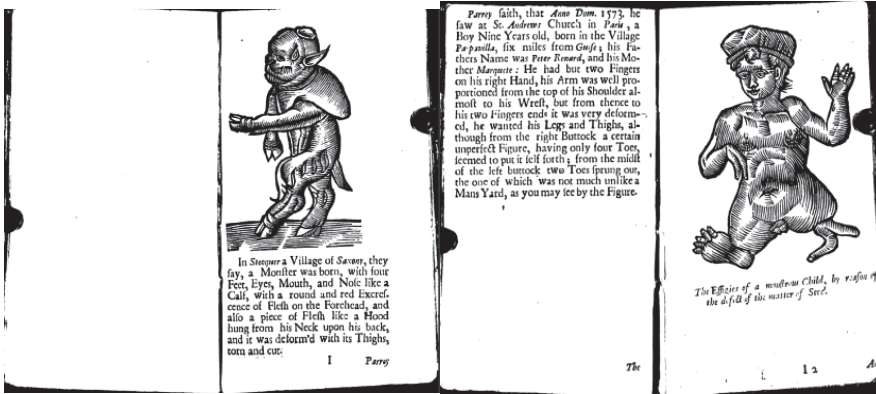 In Stecquer a Village of Saxony, they
ſay, a Monſter was born, with four
Feet, Eyes, Mouth, and Noſe like a
Calf, with a round and red Excreſ-
cence of Fleſh on the Forehead, and
alſo a piece of Fleſh like a Hood
hung from his Neck upon his back,
and it was deform'd with its Thighs,
torn and cut.
I Parrey
Parrey ſaith, that Anno Dom. 1573. he
ſaw at St. Andrews Church in Paris, a
Boy Nine Years old, born in the Village
Pa-pavilla, ſix miles from Guiſe; his Fa-
thers Name was Peter Renard, and his Mo-
ther Marquete: He had but two Fingers
on his right Hand, his Arm was well pro-
portioned from the top of his Shoulder al-
moſt to his Wreſt, but from thence to
his two Fingers ends it was very deform-
ed, he wanted his Legs and Thighs, al-
though from the right Buttock a certain
unperfect Figure, having only four Toes,
ſeemed to put it ſelf forth; from the midſt
of the left buttock two Toes ſprung out,
the one of which was not much unlike a
Mans Yard, as you may ſee by the Figure.
The
The Effigies of a monſtrous Child, by reaſon of
the defect of the matter of Seed.
I 2